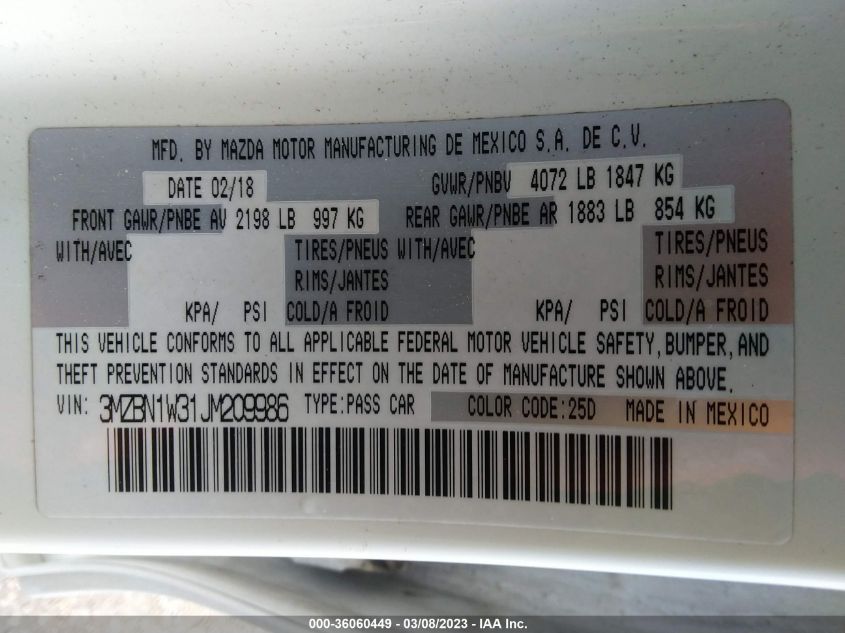 MFD. BY MAZDA MOTOR MANUFACTURING DE MEXICO S.A. DE C.V.
DATE 02/18 GVWR/PNBV 4072 LB 1847 KG
FRONT GAWR/PNBE AV 2198 LB 997 KG REAR GAWR/PNBE AR 1883 LB 854 KG
WITH/AVEC TIRES/PNEUS WITH/AVEC TIRES/PNEUS
RIMS/JANTES RIMS/JANTES
KPA/ PSI COLD/A FROID KPA/ PSI COLD/A FROID
THIS VEHICLE CONFORMS TO ALL APPLICABLE FEDERAL MOTOR VEHICLE SAFETY, BUMPER, AND
THEFT PREVENTION STANDARDS IN EFFECT ON THE DATE OF MANUFACTURE SHOWN ABOVE.
VIN: 3MZBN1W31JM209986 TYPE:PASS CAR COLOR CODE:25D MADE IN MEXICO
000-36060449 - 03/08/2023 - IAA Inc.